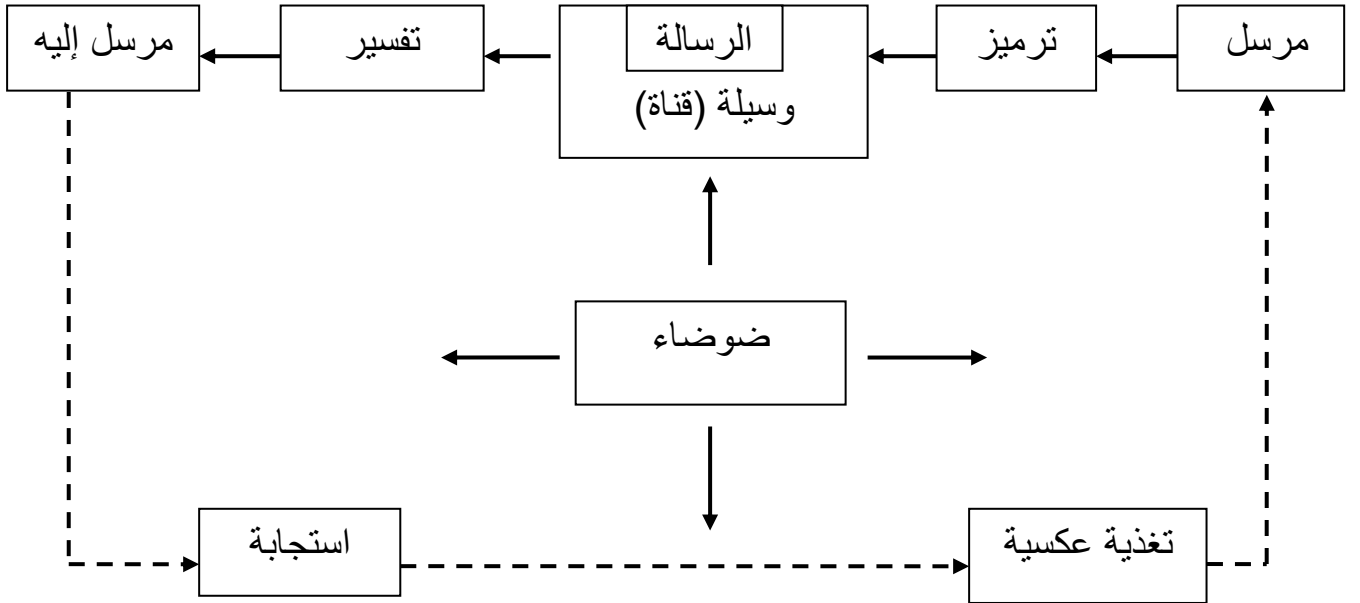 مرسل
ترميز
الرسالة
وسيلة (قناة)
تفسير
مرسل إليه
ضوضاء
استجابة
تغذية عكسية